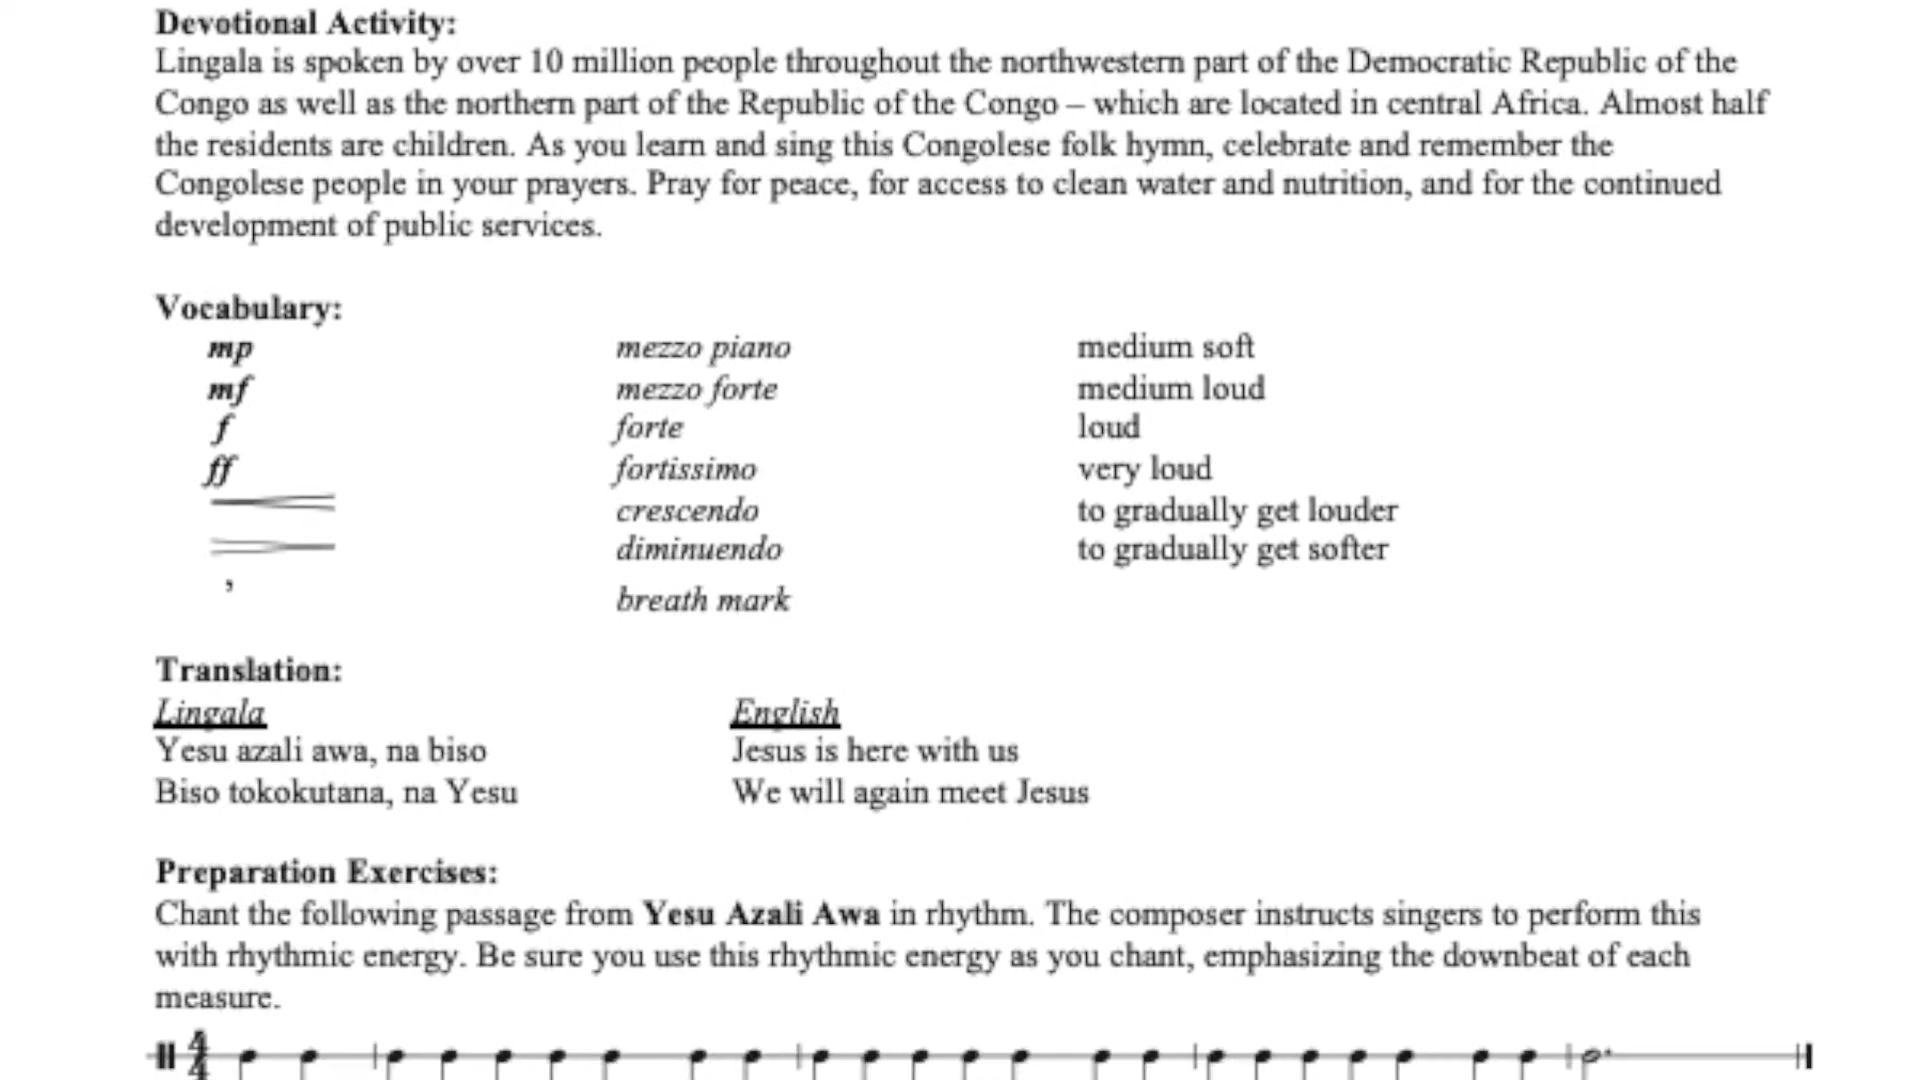 Devotional Activity:
Lingala is spoken by over 10 million people throughout the northwestern part of the Democratic Republic of the
Congo as well as the northern part of the Republic of the Congo – which are located in central Africa. Almost half
the residents are children. As you learn and sing this Congolese folk hymn, celebrate and remember the
Congolese people in your prayers. Pray for peace, for access to clean water and nutrition, and for the continued
development of public services.
Vocabulary:
mp mezzo piano medium soft
mf mezzo forte medium loud
f forte loud
ff fortissimo very loud
crescendo to gradually get louder
diminuendo to gradually get softer
, breath mark
Translation:
Lingala English
Yesu azali awa, na biso Jesus is here with us
Biso tokokutana, na Yesu We will again meet Jesus
Preparation Exercises:
Chant the following passage from Yesu Azali Awa in rhythm. The composer instructs singers to perform this
with rhythmic energy. Be sure you use this rhythmic energy as you chant, emphasizing the downbeat of each
measure.
4
4